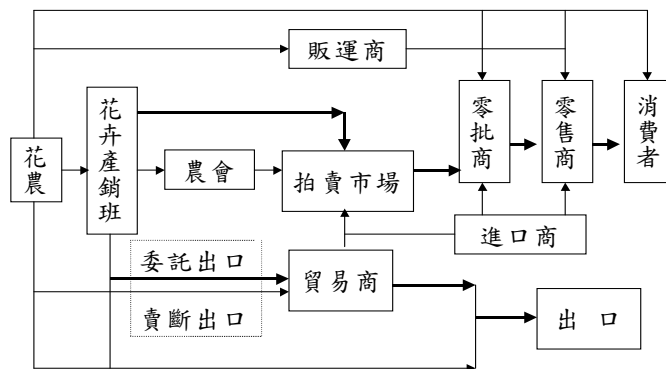 販運商
花農
花卉產銷班
農會
拍賣市場
零批商
零售商
消費者
進口商
委託出口
賣斷出口
貿易商
出口